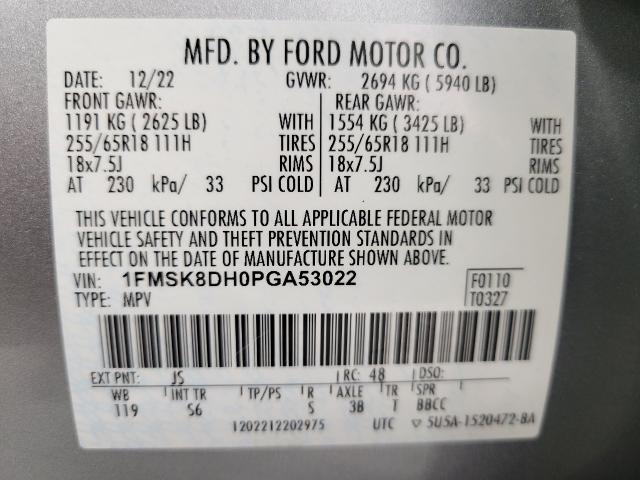 MFD. BY FORD MOTOR CO.
DATE: 12/22 GVWR: 2694 KG ( 5940 LB)
FRONT GAWR: REAR GAWR:
1191 KG ( 2625 LB) WITH 1554 KG ( 3425 LB) WITH
255/65R18 111H TIRES 255/65R18 111H TIRES
18x7.5J RIMS 18x7.5J RIMS
AT 230 kPa/ 33 PSI COLD AT 230 kPa/ 33 PSI COLD
THIS VEHICLE CONFORMS TO ALL APPLICABLE FEDERAL MOTOR
VEHICLE SAFETY AND THEFT PREVENTION STANDARDS IN
EFFECT ON THE DATE OF MANUFACTURE SHOWN ABOVE.
VIN: 1FMSK8DH0PGA53022 F0110
TYPE: MPV T0327
EXT PNT: JS RC: 48 DSO:
WB INT TR TP/PS R AXLE TR SPR
119 S6 S 3B T BBCC
1202212202975 UTC ▽ 5U5A-1520472-BA